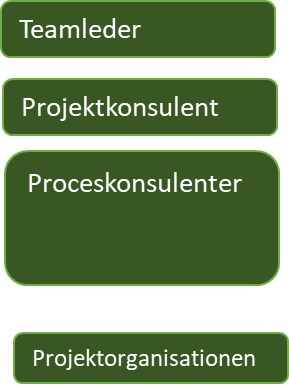 Teamleder
Projektkonsulent
Proceskonsulenter
Projektorganisationen